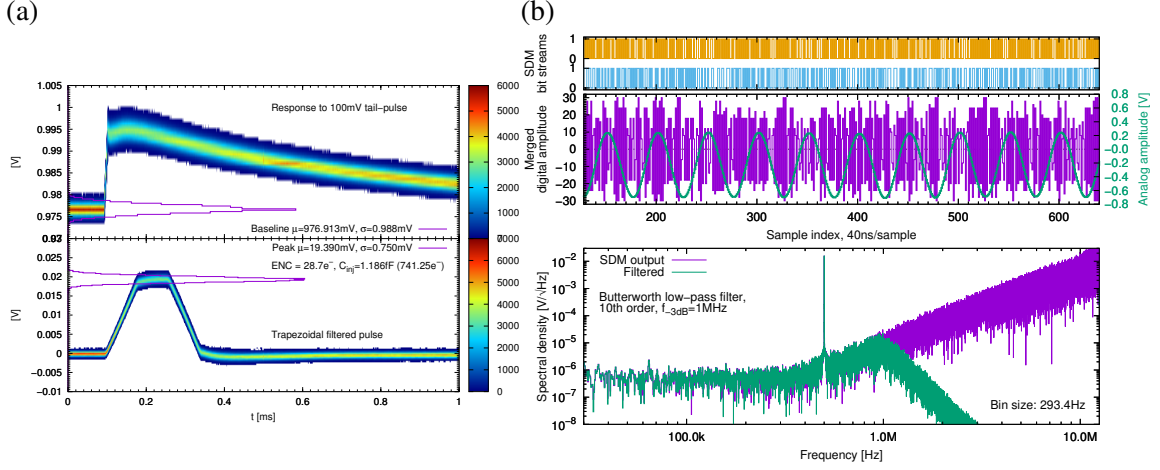 (a)
1.005
1
0.995
0.99
0.985
0.98
0.975
0.97
[V]
Response to 100mV tail-pulse
Baseline μ=976.913mV, σ=0.988mV
6000
5000
4000
3000
2000
1000
0
0.02
0.02
0.015
0.01
0.005
0
−0.005
−0.01
[V]
Peak μ=19.390mV, σ=0.750mV
ENC = 28.7e⁻, Cinj=1.186fF (741.25e⁻)
Trapezoidal filtered pulse
6000
5000
4000
3000
2000
1000
0
0
0.2
0.4
0.6
0.8
1
t [ms]
(b)
SDM
bit streams
1
0
1
0
Merged
digital amplitude
30
20
10
0
−10
−20
−30
0.8
0.6
0.4
0.2
0.0
−0.2
−0.4
−0.6
−0.8
Analog amplitude [V]
200
300
400
500
600
Sample index, 40ns/sample
Spectral density [V/√Hz]
10⁻²
10⁻³
10⁻⁴
10⁻⁵
10⁻⁶
10⁻⁷
10⁻⁸
SDM output
Filtered
Butterworth low−pass filter,
10th order, f−3dB=1MHz
Bin size: 293.4Hz
100.0k
1.0M
10.0M
Frequency [Hz]